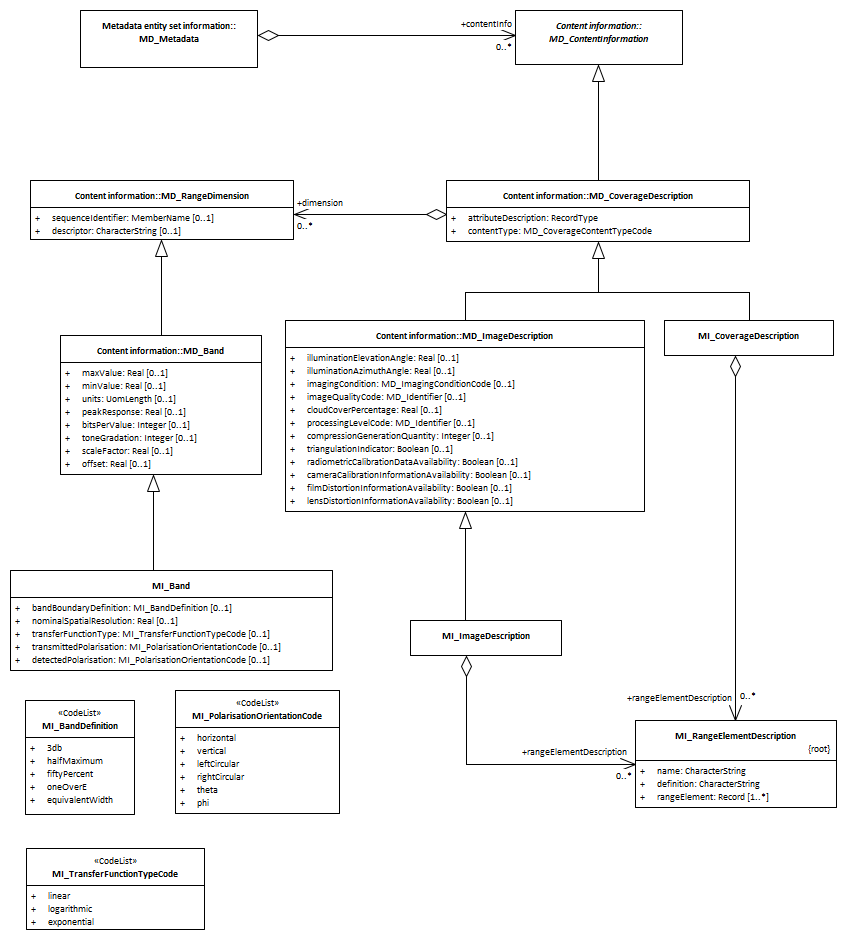 Metadata entity set information::
MD_Metadata
+contentInfo
0..*
Content information::
MD_ContentInformation
Content information::MD_RangeDimension
+ sequenceIdentifier: MemberName [0..1]
+ descriptor: CharacterString [0..1]
+dimension
0..*
Content information::MD_CoverageDescription
+ attributeDescription: RecordType
+ contentType: MD_CoverageContentTypeCode
Content information::MD_Band
+ maxValue: Real [0..1]
+ minValue: Real [0..1]
+ units: UomLength [0..1]
+ peakResponse: Real [0..1]
+ bitsPerValue: Integer [0..1]
+ toneGradation: Integer [0..1]
+ scaleFactor: Real [0..1]
+ offset: Real [0..1]
Content information::MD_ImageDescription
+ illuminationElevationAngle: Real [0..1]
+ illuminationAzimuthAngle: Real [0..1]
+ imagingCondition: MD_ImagingConditionCode [0..1]
+ imageQualityCode: MD_Identifier [0..1]
+ cloudCoverPercentage: Real [0..1]
+ processingLevelCode: MD_Identifier [0..1]
+ compressionGenerationQuantity: Integer [0..1]
+ triangulationIndicator: Boolean [0..1]
+ radiometricCalibrationDataAvailability: Boolean [0..1]
+ cameraCalibrationInformationAvailability: Boolean [0..1]
+ filmDistortionInformationAvailability: Boolean [0..1]
+ lensDistortionInformationAvailability: Boolean [0..1]
MI_CoverageDescription
MI_Band
+ bandBoundaryDefinition: MI_BandDefinition [0..1]
+ nominalSpatialResolution: Real [0..1]
+ transferFunctionType: MI_TransferFunctionTypeCode [0..1]
+ transmittedPolarisation: MI_PolarisationOrientationCode [0..1]
+ detectedPolarisation: MI_PolarisationOrientationCode [0..1]
MI_ImageDescription
«CodeList»
MI_BandDefinition
+ 3db
+ halfMaximum
+ fiftyPercent
+ oneOverE
+ equivalentWidth
«CodeList»
MI_PolarisationOrientationCode
+ horizontal
+ vertical
+ leftCircular
+ rightCircular
+ theta
+ phi
+rangeElementDescription
0..*
+rangeElementDescription
0..*
MI_RangeElementDescription
{root}
+ name: CharacterString
+ definition: CharacterString
+ rangeElement: Record [1..*]
«CodeList»
MI_TransferFunctionTypeCode
+ linear
+ logarithmic
+ exponential